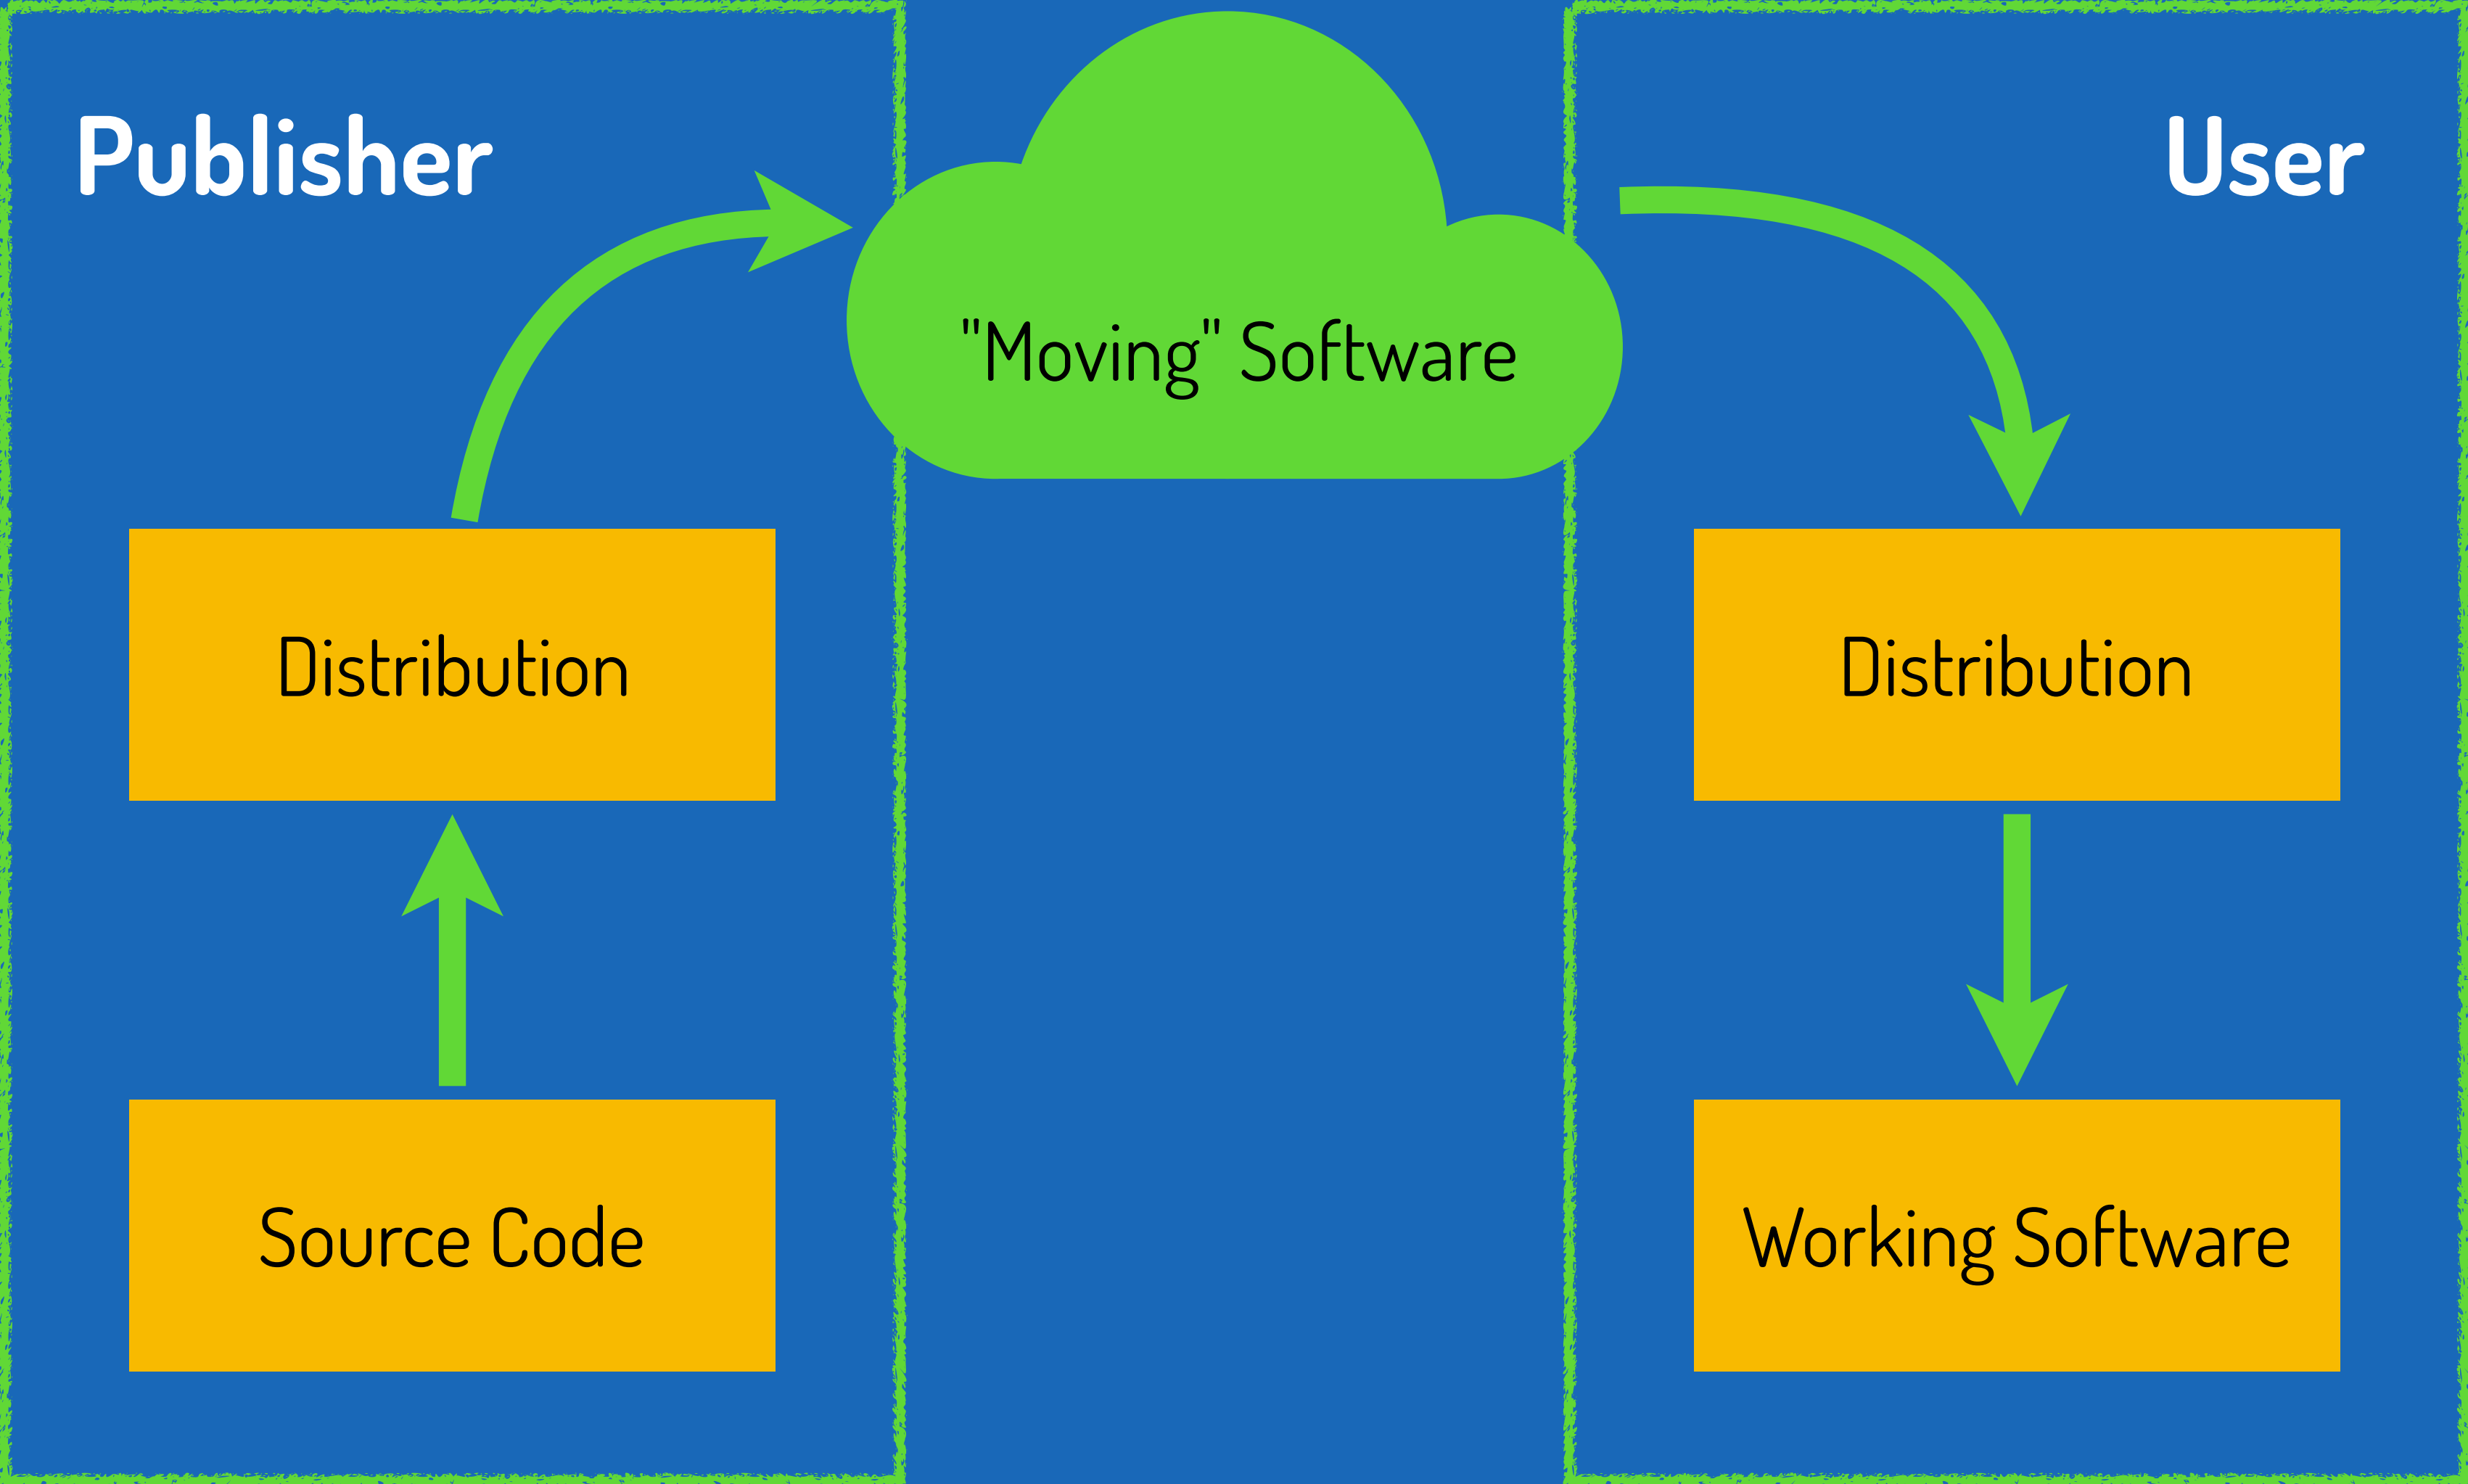 Publisher
User
"Moving" Software
Distribution
Distribution
Source Code
Working Software